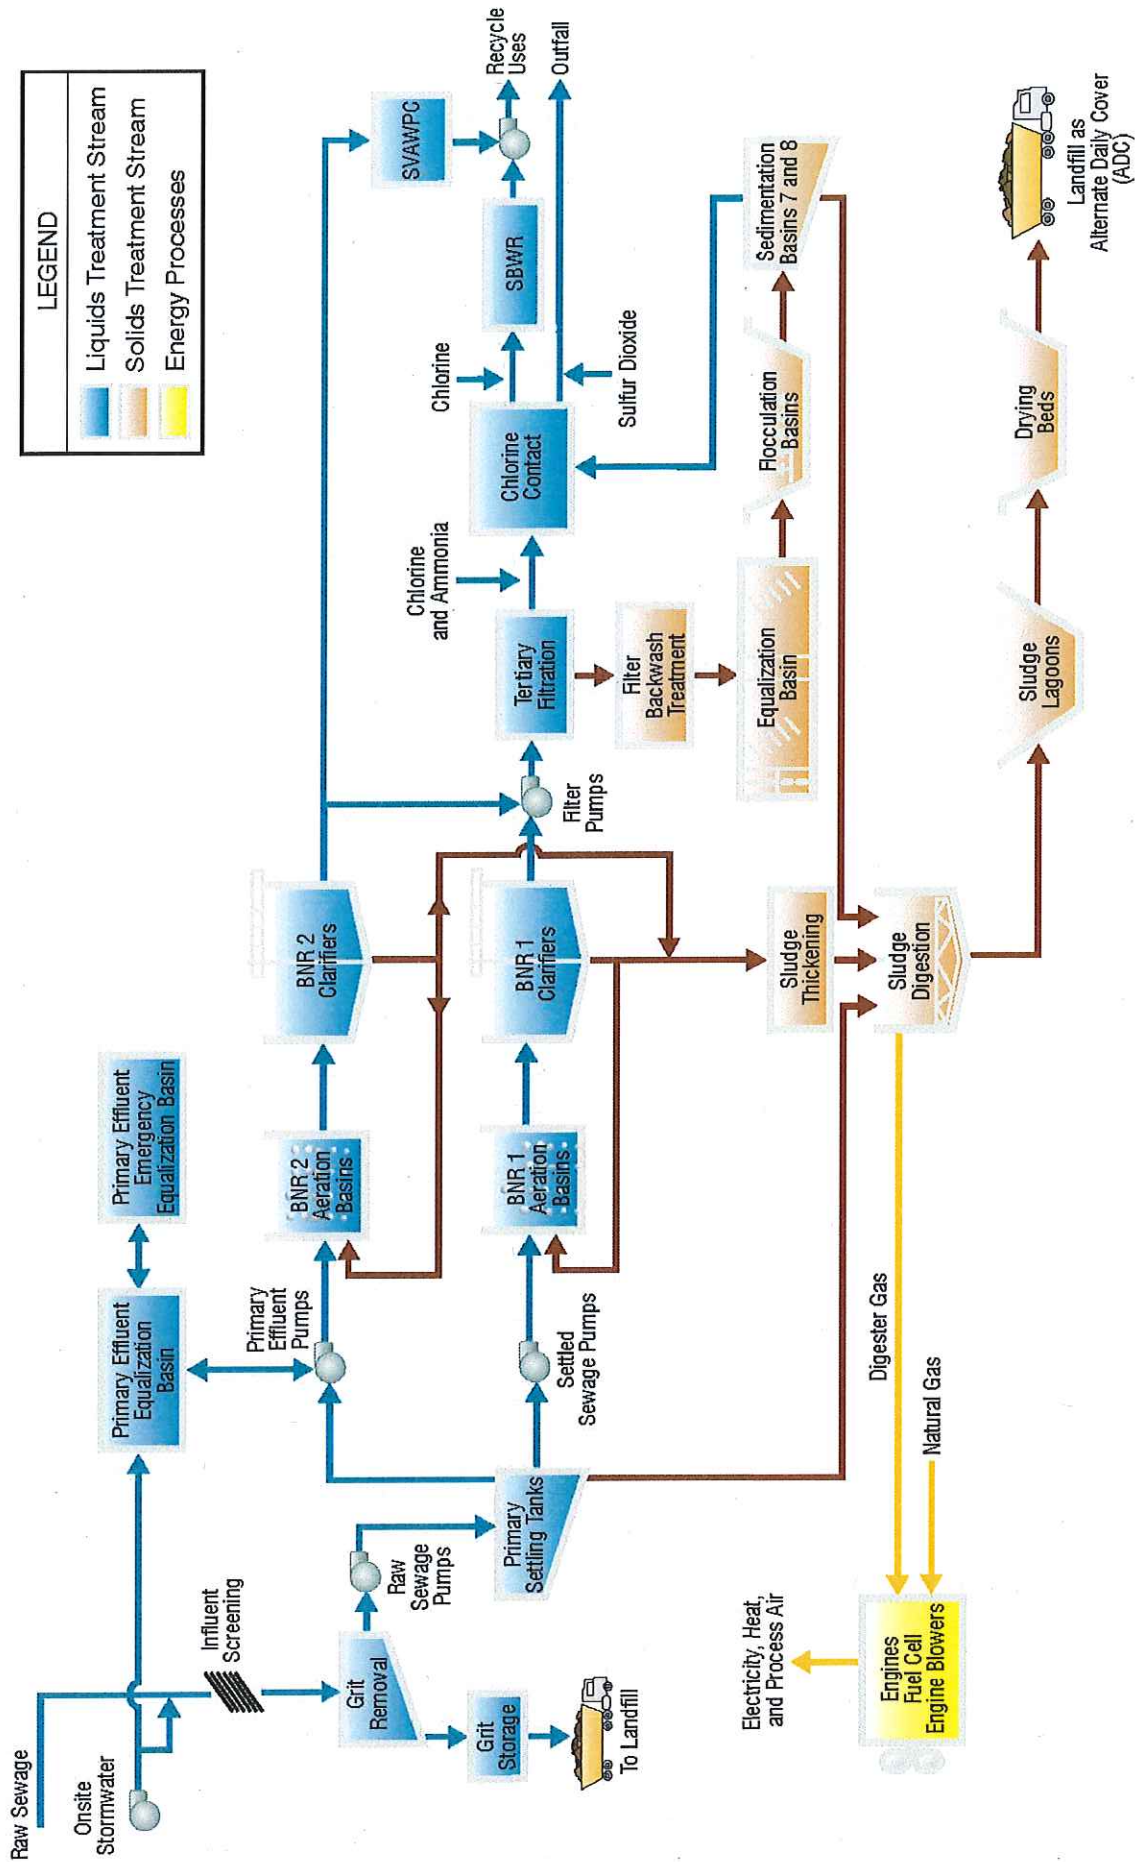 LEGEND
Liquids Treatment Stream
Solids Treatment Stream
Energy Processes
Raw Sewage
Onsite
Stormwater
Influent
Screening
Grit
Removal
Grit
Storage
To Landfill
Raw Sewage
Pumps
Primary
Settling Tanks
Primary Effluent
Equalization
Basin
Primary Effluent
Emergency
Equalization Basin
Primary
Effluent
Pumps
Settled
Sewage Pumps
BNR 2
Aeration
Basins
BNR 2
Clarifiers
BNR 1
Aeration
Basins
BNR 1
Clarifiers
Filter
Pumps
Tertiary
Filtration
Chlorine
and Ammonia
Chlorine
Contact
Chlorine
SBWR
SVAWPC
Recycle
Uses
Outfall
Sulfur Dioxide
Filter
Backwash
Treatment
Equalization
Basin
Flocculation
Basins
Sedimentation
Basins 7 and 8
Sludge
Thickening
Sludge
Digestion
Sludge
Lagoons
Drying
Beds
Landfill as
Alternate Daily Cover
(ADC)
Digester Gas
Natural Gas
Electricity, Heat,
and Process Air
Engines
Fuel Cell
Engine Blowers